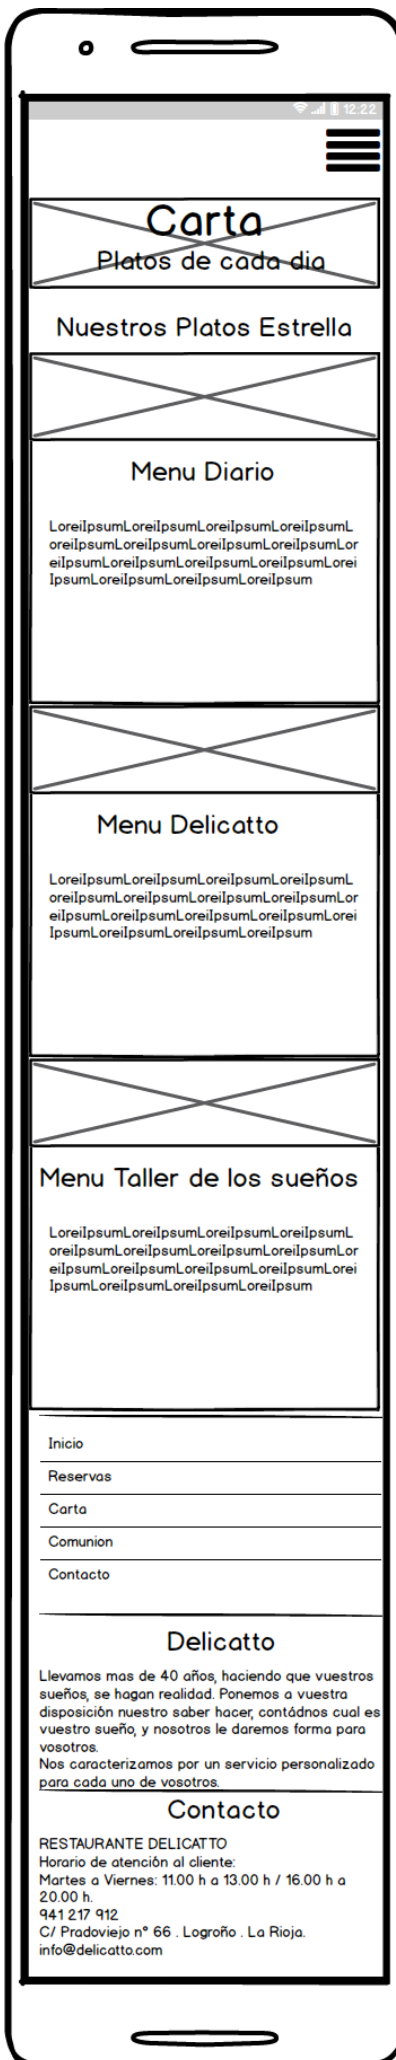 12:22
Carta
Platos de cada dia
Nuestros Platos Estrella
Menu Diario
LoreiIpsumLoreiIpsumLoreiIpsumLoreiIpsumL
oreiIpsumLoreiIpsumLoreiIpsumLoreiIpsumLor
eiIpsumLoreiIpsumLoreiIpsumLoreiIpsumLorei
IpsumLoreiIpsumLoreiIpsumLoreiIpsum
Menu Delicatto
LoreiIpsumLoreiIpsumLoreiIpsumLoreiIpsumL
oreiIpsumLoreiIpsumLoreiIpsumLoreiIpsumLor
eiIpsumLoreiIpsumLoreiIpsumLoreiIpsumLorei
IpsumLoreiIpsumLoreiIpsumLoreiIpsum
Menu Taller de los sueños
LoreiIpsumLoreiIpsumLoreiIpsumLoreiIpsumL
oreiIpsumLoreiIpsumLoreiIpsumLoreiIpsumLor
eiIpsumLoreiIpsumLoreiIpsumLoreiIpsumLorei
IpsumLoreiIpsumLoreiIpsumLoreiIpsum
Inicio
Reservas
Carta
Comunion
Contacto
Delicatto
Llevamos mas de 40 años, haciendo que vuestros
sueños, se hagan realidad. Ponemos a vuestra
disposición nuestro saber hacer, contádnos cual es
vuestro sueño, y nosotros le daremos forma para
vosotros.
Nos caracterizamos por un servicio personalizado
para cada uno de vosotros.
Contacto
RESTAURANTE DELICATTO
Horario de atención al cliente:
Martes a Viernes: 11.00 h a 13.00 h / 16.00 h a
20.00 h.
941 217 912
C/ Pradoviejo nº 66 . Logroño . La Rioja.
info@delicatto.com